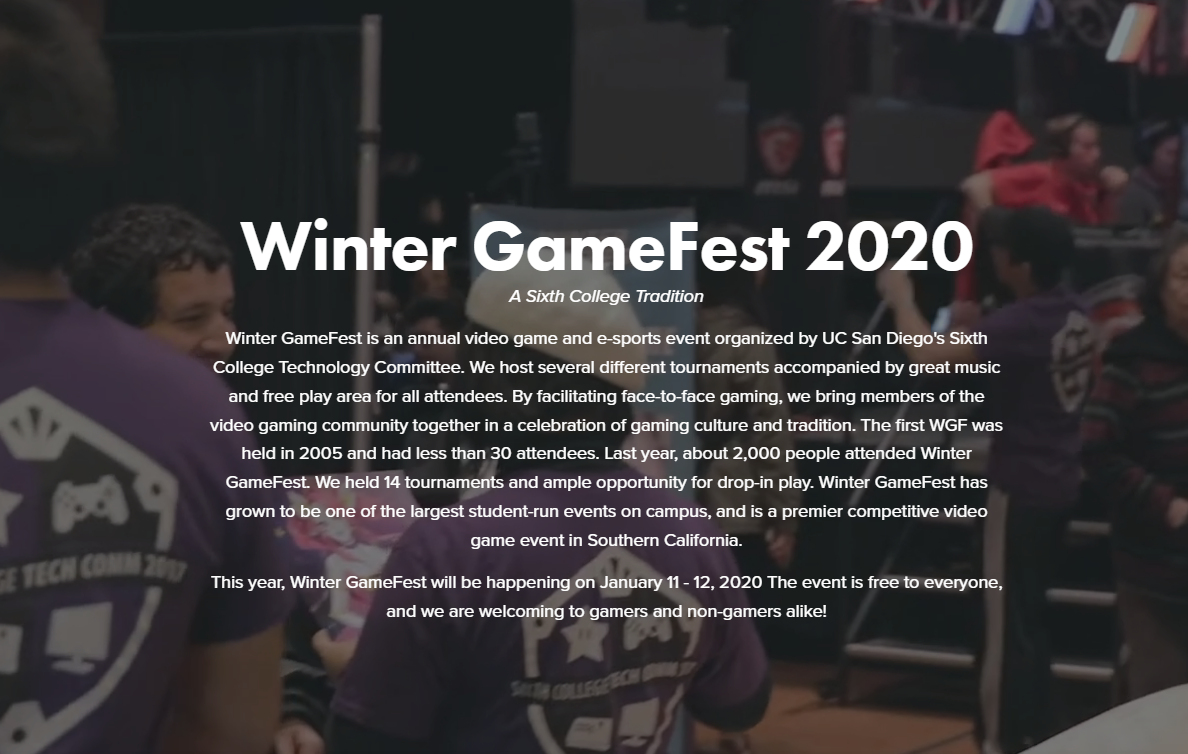 Winter GameFest 2020
A Sixth College Tradition
Winter GameFest is an annual video game and e-sports event organized by UC San Diego's Sixth
College Technology Committee. We host several different tournaments accompanied by great music
and free play area for all attendees. By facilitating face-to-face gaming, we bring members of the
video gaming community together in a celebration of gaming culture and tradition. The first WGF was
held in 2005 and had less than 30 attendees. Last year, about 2,000 people attended Winter
GameFest. We held 14 tournaments and ample opportunity for drop-in play. Winter GameFest has
grown to be one of the largest student-run events on campus, and is a premier competitive video
game event in Southern California.
This year, Winter GameFest will be happening on January 11 - 12, 2020 The event is free to everyone,
and we are welcoming to gamers and non-gamers alike!
GE TECH COMM 2017
SIXTH COLLEGE TECH COMM